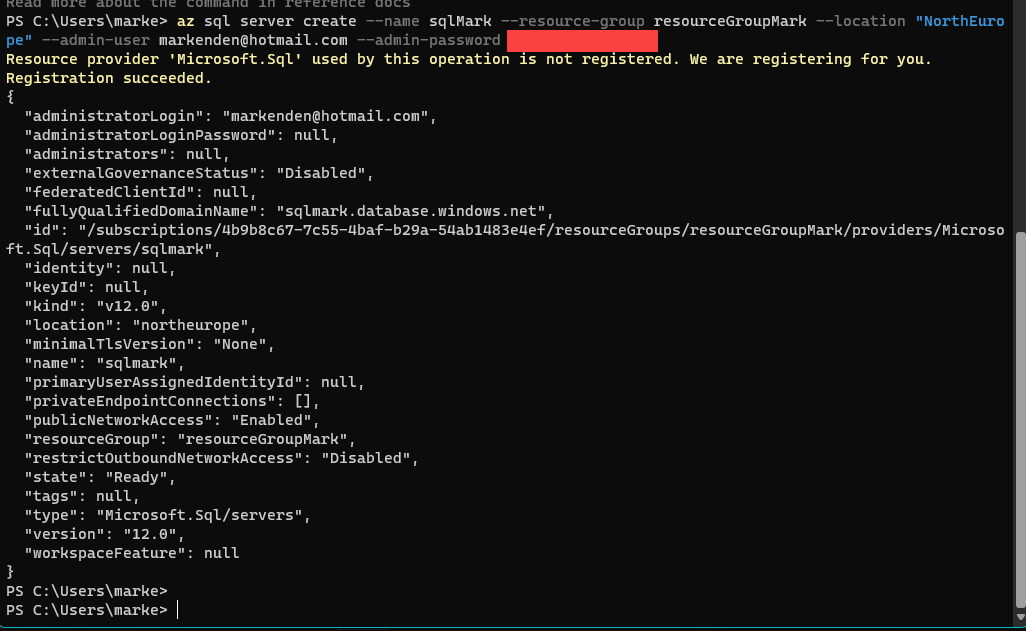 Read more about the command in reference docs
PS C:\Users\marke> az sql server create --name sqlMark --resource-group resourceGroupMark --location "NorthEuro
pe" --admin-user markenden@hotmail.com --admin-password
Resource provider 'Microsoft.Sql' used by this operation is not registered. We are registering for you.
Registration succeeded.
{
  "administratorLogin": "markenden@hotmail.com",
  "administratorLoginPassword": null,
  "administrators": null,
  "externalGovernanceStatus": "Disabled",
  "federatedClientId": null,
  "fullyQualifiedDomainName": "sqlmark.database.windows.net",
  "id": "/subscriptions/4b9b8c67-7c55-4baf-b29a-54ab1483e4ef/resourceGroups/resourceGroupMark/providers/Microso
ft.Sql/servers/sqlmark",
  "identity": null,
  "keyId": null,
  "kind": "v12.0",
  "location": "northeurope",
  "minimalTlsVersion": "None",
  "name": "sqlmark",
  "primaryUserAssignedIdentityId": null,
  "privateEndpointConnections": [],
  "publicNetworkAccess": "Enabled",
  "resourceGroup": "resourceGroupMark",
  "restrictOutboundNetworkAccess": "Disabled",
  "state": "Ready",
  "tags": null,
  "type": "Microsoft.Sql/servers",
  "version": "12.0",
  "workspaceFeature": null
}
PS C:\Users\marke>
PS C:\Users\marke>